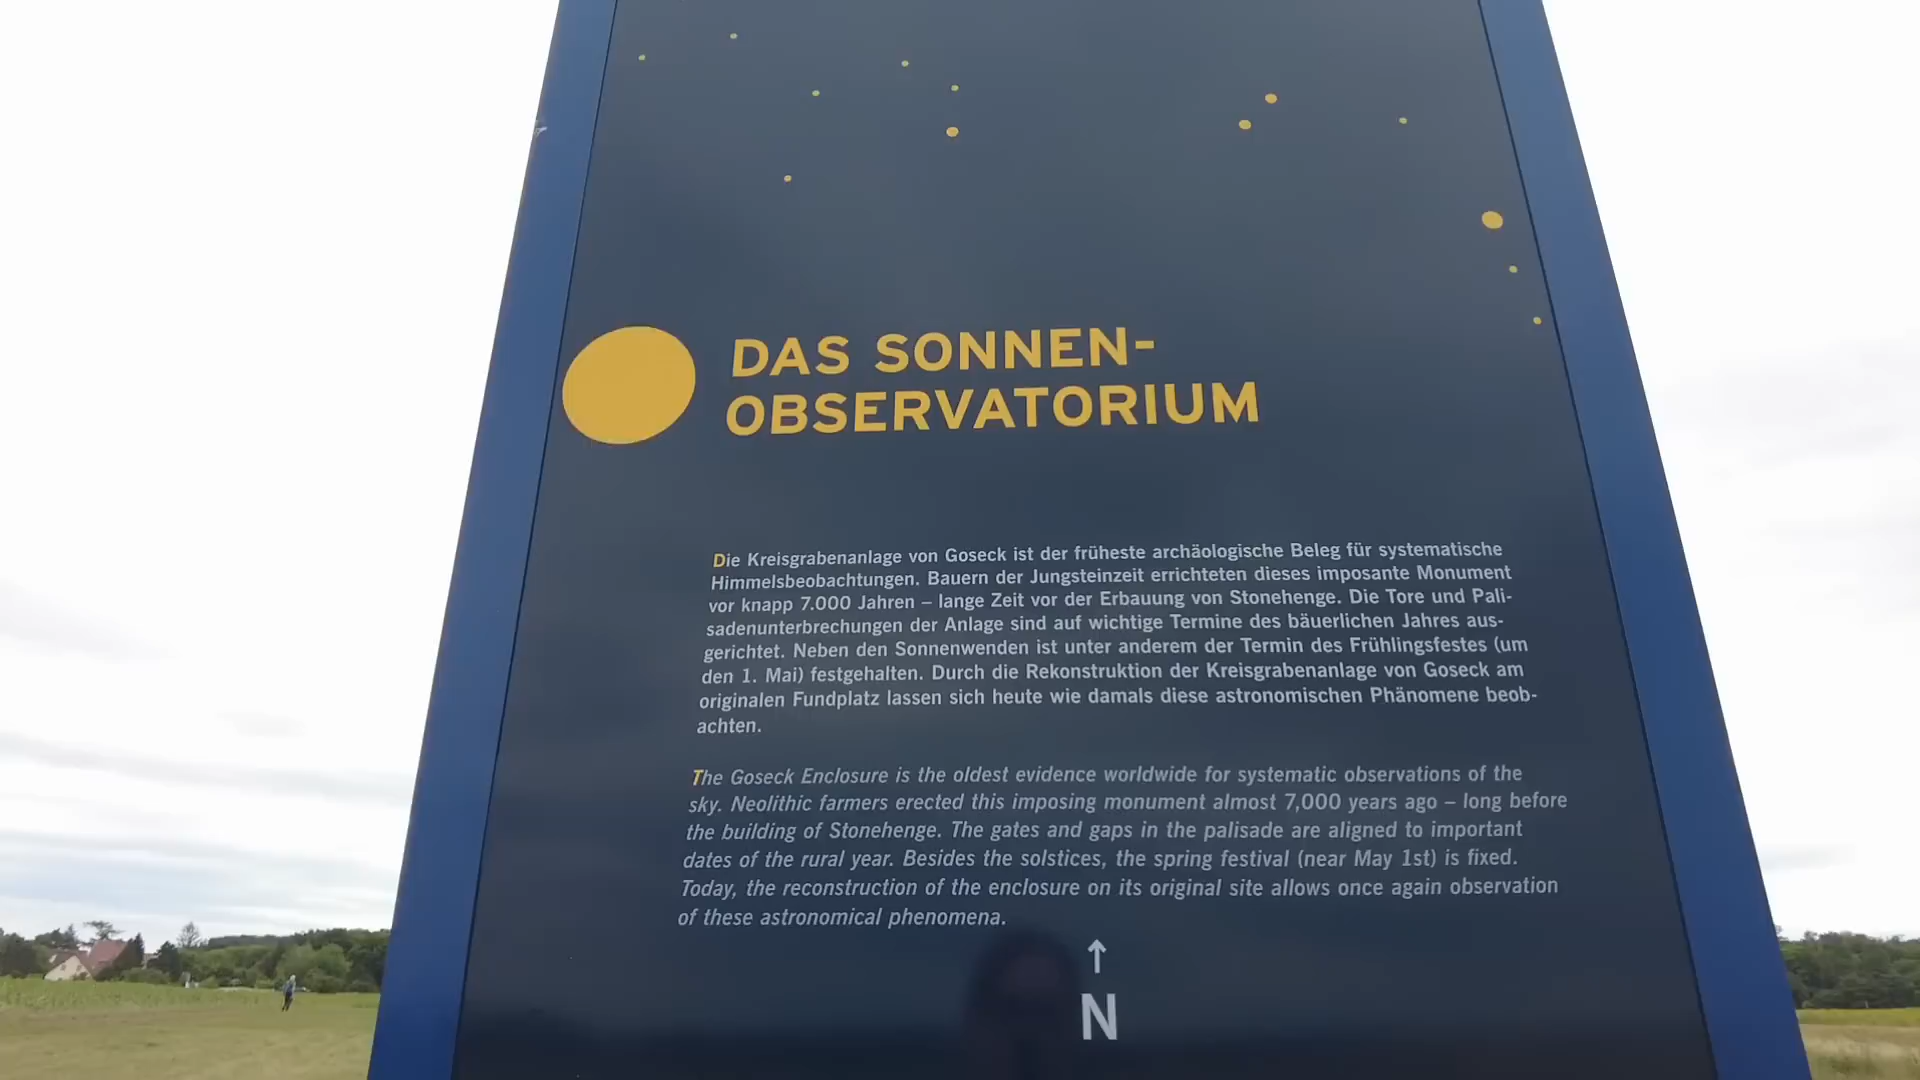 DAS SONNEN-
OBSERVATORIUM
Die Kreisgrabenanlage von Goseck ist der früheste archäologische Beleg für systematische
Himmelsbeobachtungen. Bauern der Jungsteinzeit errichteten dieses imposante Monument
vor knapp 7.000 Jahren – lange Zeit vor der Erbauung von Stonehenge. Die Tore und Pali-
sadenunterbrechungen der Anlage sind auf wichtige Termine des bäuerlichen Jahres aus-
gerichtet. Neben den Sonnenwenden ist unter anderem der Termin des Frühlingsfestes (um
den 1. Mai) festgehalten. Durch die Rekonstruktion der Kreisgrabenanlage von Goseck am
originalen Fundplatz lassen sich heute wie damals diese astronomischen Phänomene beob-
achten.
The Goseck Enclosure is the oldest evidence worldwide for systematic observations of the
sky. Neolithic farmers erected this imposing monument almost 7,000 years ago – long before
the building of Stonehenge. The gates and gaps in the palisade are aligned to important
dates of the rural year. Besides the solstices, the spring festival (near May 1st) is fixed.
Today, the reconstruction of the enclosure on its original site allows once again observation
of these astronomical phenomena.
↑
N